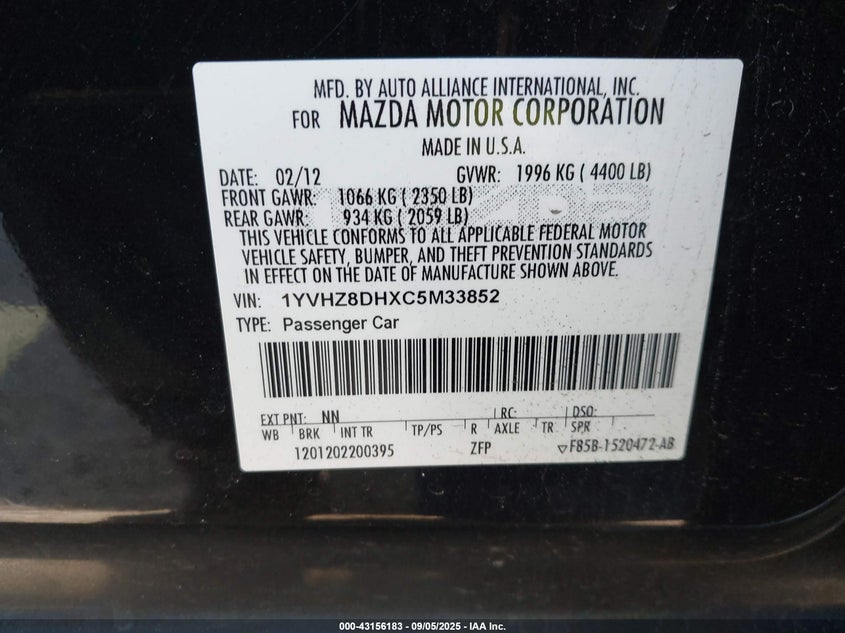 MFD. BY AUTO ALLIANCE INTERNATIONAL, INC.
FOR MAZDA MOTOR CORPORATION
MADE IN U.S.A.
DATE: 02/12 GVWR: 1996 KG ( 4400 LB)
FRONT GAWR: 1066 KG ( 2350 LB)
REAR GAWR: 934 KG ( 2059 LB)
THIS VEHICLE CONFORMS TO ALL APPLICABLE FEDERAL MOTOR
VEHICLE SAFETY, BUMPER, AND THEFT PREVENTION STANDARDS
IN EFFECT ON THE DATE OF MANUFACTURE SHOWN ABOVE.
VIN: 1YVHZ8DHXC5M33852
TYPE: Passenger Car
EXT PNT: NN RC: DSO:
WB BRK INT TR TP/PS R AXLE TR SPR
1201202200395 ZFP ▽F85B-1520472-AB
000-43156183 - 09/05/2025 - IAA Inc.